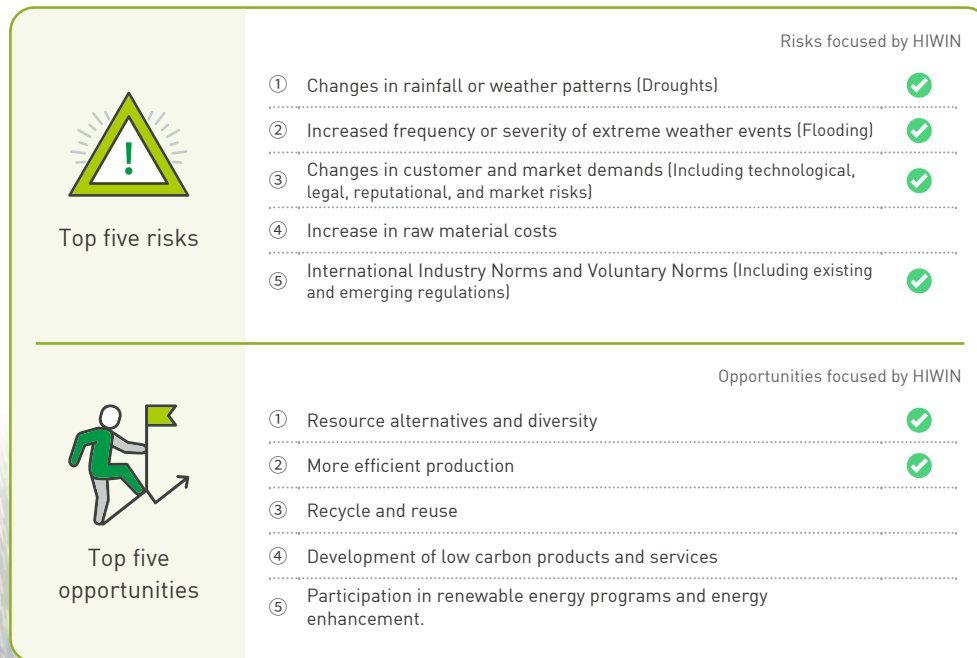 Risks focused by HIWIN
① Changes in rainfall or weather patterns (Droughts)
② Increased frequency or severity of extreme weather events (Flooding)
③ Changes in customer and market demands (Including technological,
legal, reputational, and market risks)
④ Increase in raw material costs
⑤ International Industry Norms and Voluntary Norms (Including existing
and emerging regulations)
!
Top five risks
Opportunities focused by HIWIN
① Resource alternatives and diversity
② More efficient production
③ Recycle and reuse
④ Development of low carbon products and services
⑤ Participation in renewable energy programs and energy
enhancement.
Top five
opportunities